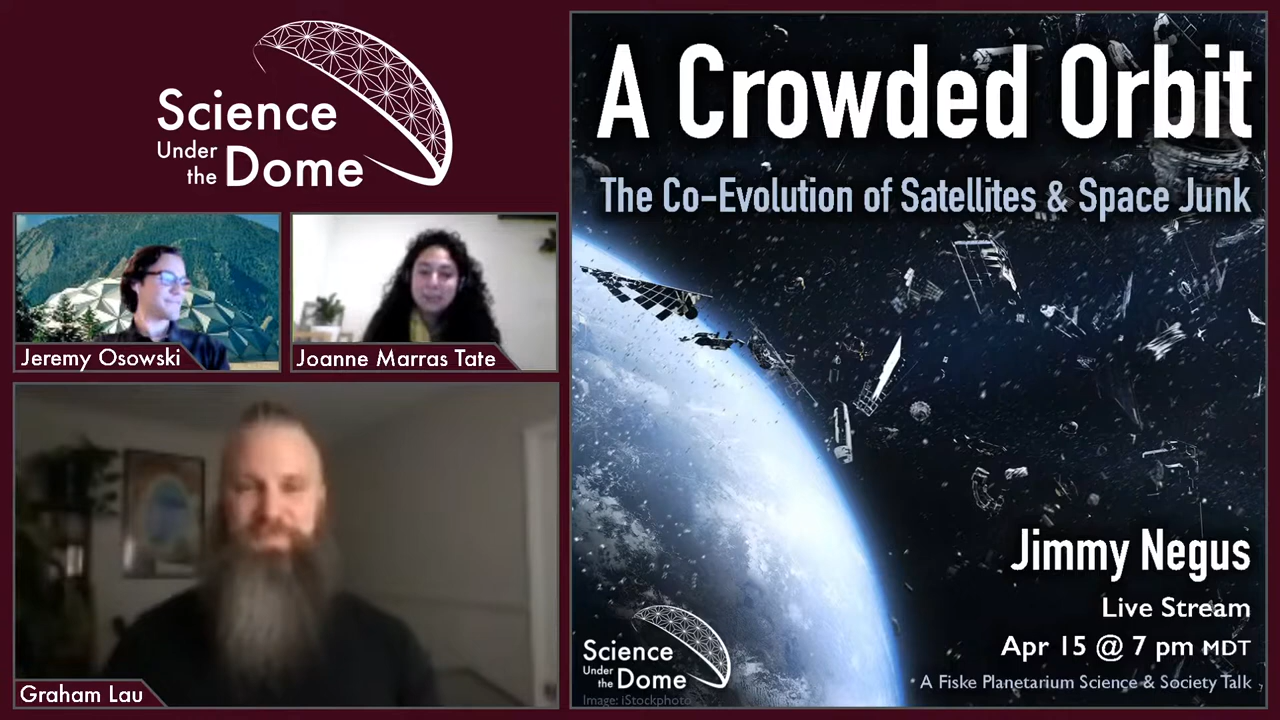 Science
Under
the Dome
Jeremy Osowski
Joanne Marras Tate
Graham Lau
A Crowded Orbit
The Co-Evolution of Satellites & Space Junk
Jimmy Negus
Live Stream
Apr 15 @ 7 pm MDT
A Fiske Planetarium Science & Society Talk
Science
Under
the Dome
Image: iStockphoto